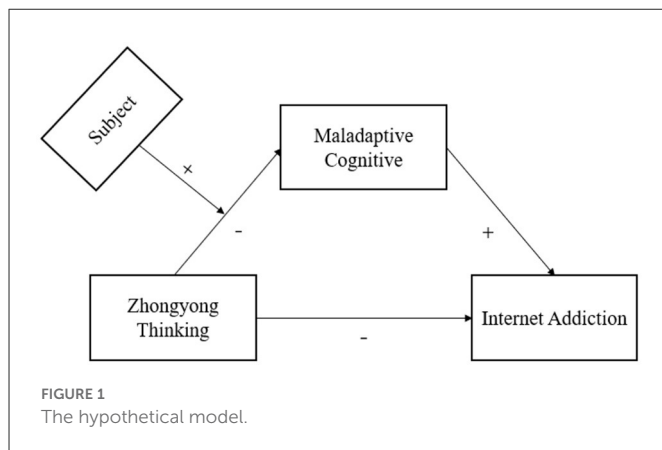 Subject
Maladaptive
Cognitive
+
-
+
Zhongyong
Thinking
Internet Addiction
-
FIGURE 1
The hypothetical model.